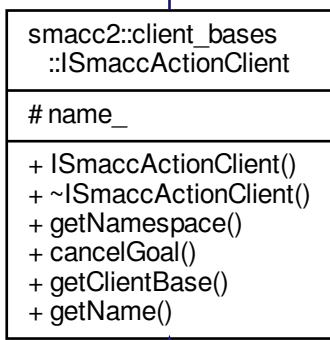 smacc2::client_bases
::ISmaccActionClient
# name_
+ ISmaccActionClient()
+ ~ISmaccActionClient()
+ getNamespace()
+ cancelGoal()
+ getClientBase()
+ getName()